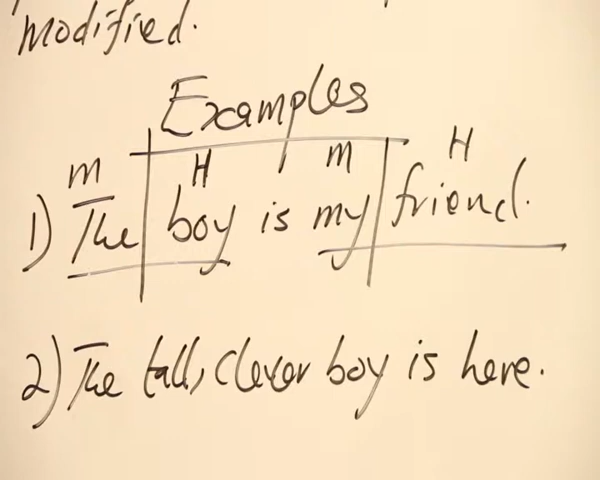 modified.
Examples
m H m H
1) The boy is my friend.
2) The tall, clever boy is here.